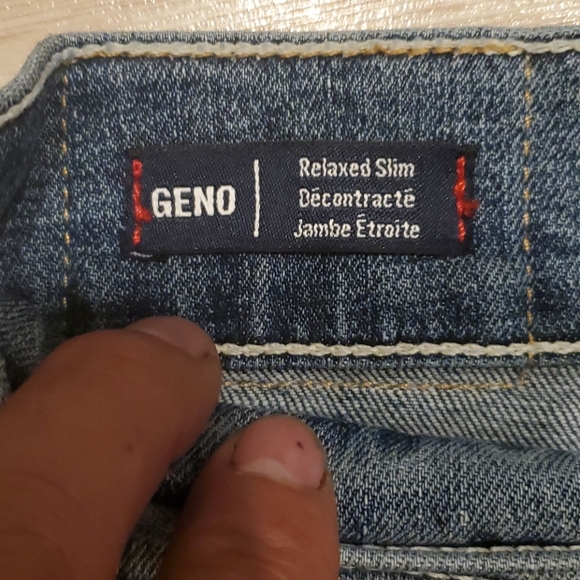 GENO
Relaxed Slim
Décontracté
Jambe Étroite